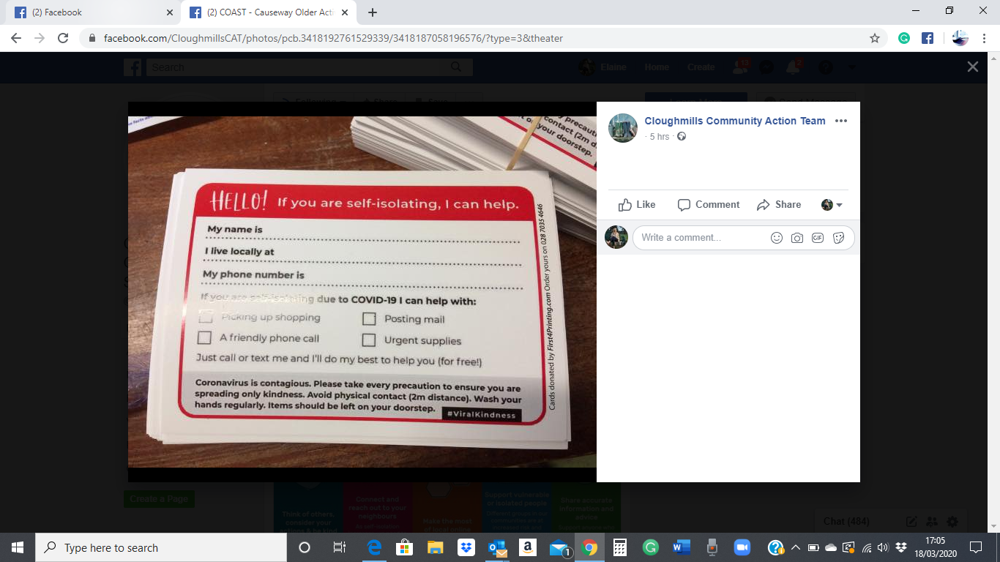 (2) Facebook
(2) COAST - Causeway Older Acti
facebook.com/CloughmillsCAT/photos/pcb.3418192761529339/3418187058196576/?type=3&theater
Search
Elaine
Home
Create
13
2
Cloughmills Community Action Team
5 hrs
Like
Comment
Share
Write a comment...
GIF
precaut
contact (2m d
your doorstep.
HELLO! If you are self-isolating, I can help.
My name is
I live locally at
My phone number is
If you are self-isolating due to COVID-19 I can help with:
Picking up shopping
Posting mail
A friendly phone call
Urgent supplies
Just call or text me and I'll do my best to help you (for free!)
Coronavirus is contagious. Please take every precaution to ensure you are
spreading only kindness. Avoid physical contact (2m distance). Wash your
hands regularly. Items should be left on your doorstep.
#ViralKindness
Cards donated by First4Printing.com Order yours on 028 7035 4646
Create a Page
Think of others,
consider your
actions & be kind
Connect and
reach out to your
neighbours
Make the most
of local online
Support vulnerable
or isolated people
Share accurate
information and
advice
Chat (484)
Type here to search
1
17:05
18/03/2020